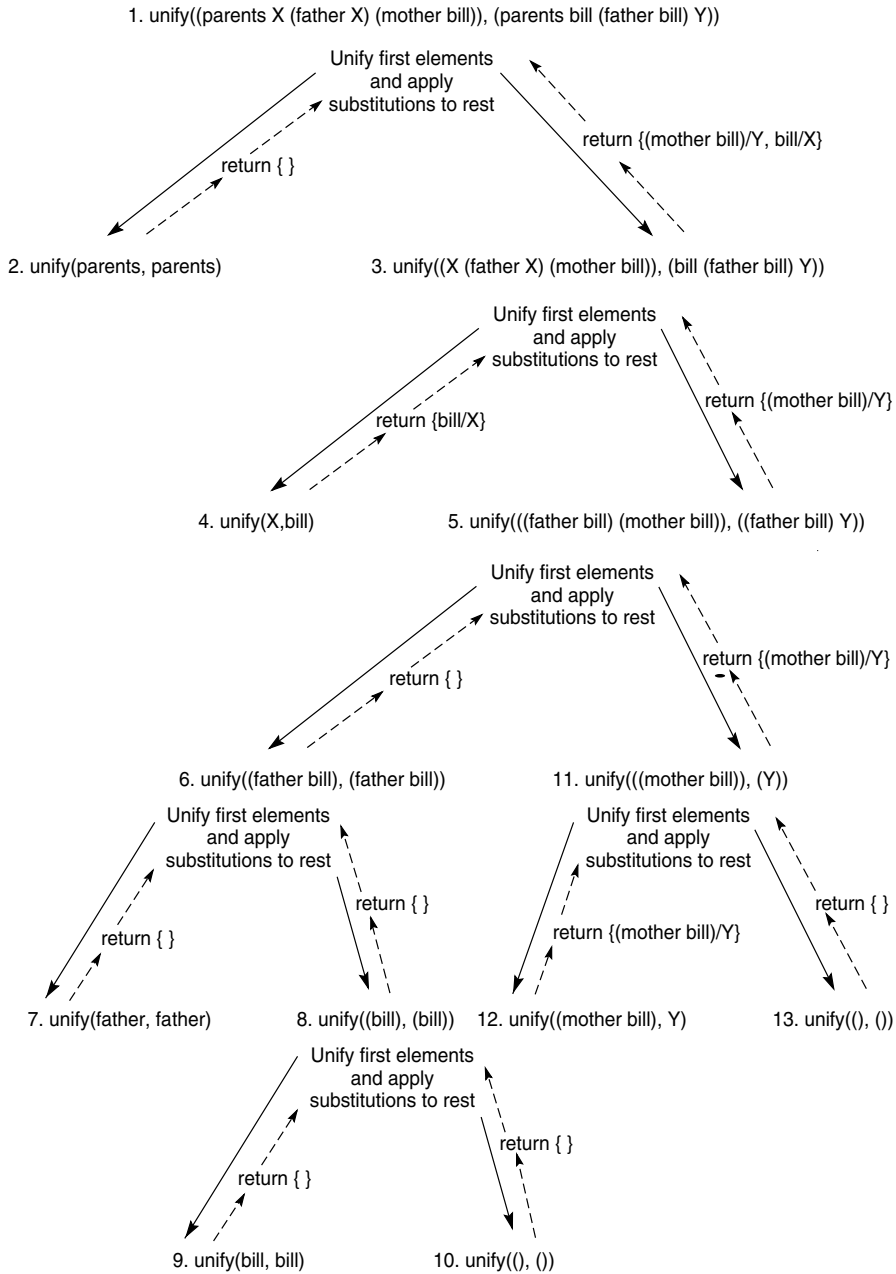 1. unify((parents X (father X) (mother bill)), (parents bill (father bill) Y))
Unify first elements
and apply
substitutions to rest
return { }
return {(mother bill)/Y, bill/X}
2. unify(parents, parents)
3. unify((X (father X) (mother bill)), (bill (father bill) Y))
Unify first elements
and apply
substitutions to rest
return {bill/X}
return {(mother bill)/Y}
4. unify(X,bill)
5. unify(((father bill) (mother bill)), ((father bill) Y))
Unify first elements
and apply
substitutions to rest
return { }
return {(mother bill)/Y}
6. unify((father bill), (father bill))
11. unify(((mother bill)), (Y))
Unify first elements
and apply
substitutions to rest
Unify first elements
and apply
substitutions to rest
return { }
return { }
return {(mother bill)/Y}
return { }
7. unify(father, father)
8. unify((bill), (bill))
12. unify((mother bill), Y)
13. unify((), ())
Unify first elements
and apply
substitutions to rest
return { }
return { }
9. unify(bill, bill)
10. unify((), ())